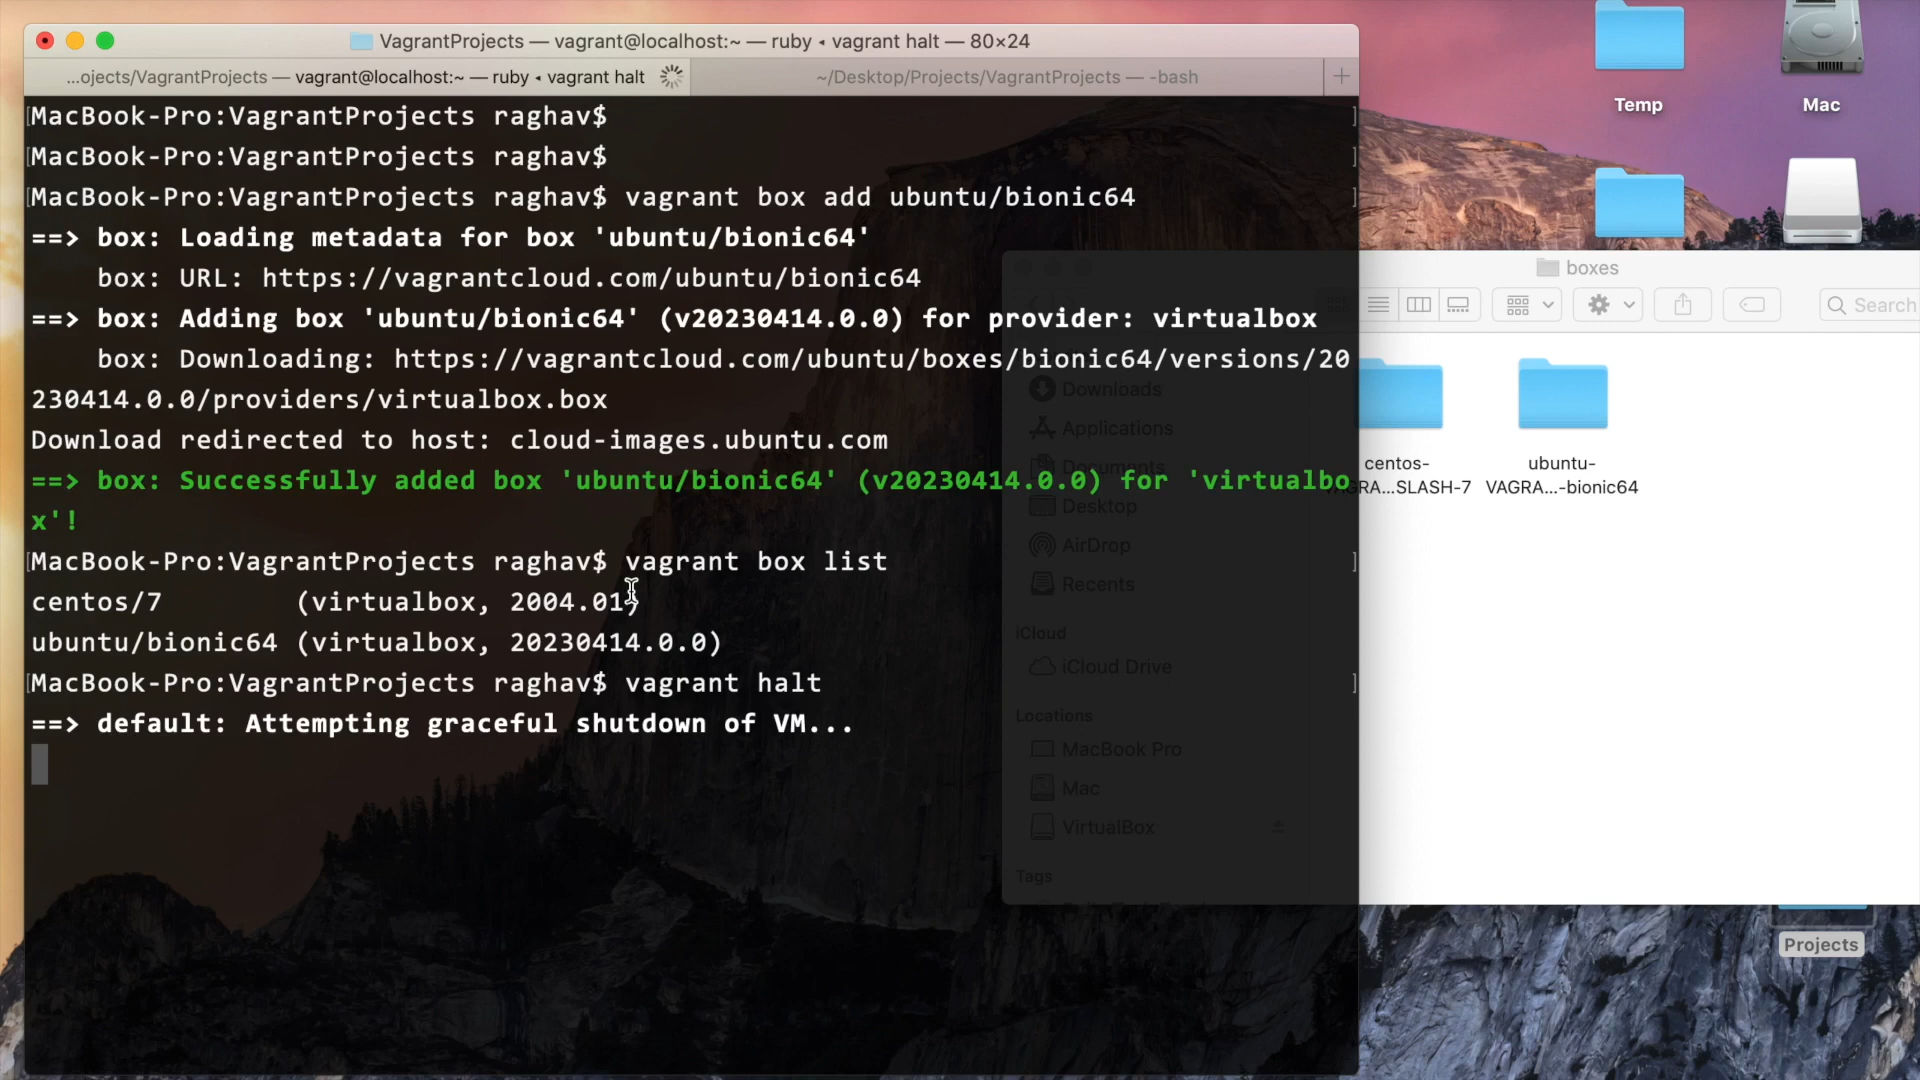 VagrantProjects — vagrant@localhost:~ — ruby ◂ vagrant halt — 80×24
...ojects/VagrantProjects — vagrant@localhost:~ — ruby ◂ vagrant halt
~/Desktop/Projects/VagrantProjects — -bash
MacBook-Pro:VagrantProjects raghav$
MacBook-Pro:VagrantProjects raghav$
MacBook-Pro:VagrantProjects raghav$ vagrant box add ubuntu/bionic64
==> box: Loading metadata for box 'ubuntu/bionic64'
box: URL: https://vagrantcloud.com/ubuntu/bionic64
==> box: Adding box 'ubuntu/bionic64' (v20230414.0.0) for provider: virtualbox
box: Downloading: https://vagrantcloud.com/ubuntu/boxes/bionic64/versions/20
230414.0.0/providers/virtualbox.box
Download redirected to host: cloud-images.ubuntu.com
==> box: Successfully added box 'ubuntu/bionic64' (v20230414.0.0) for 'virtualbo
x'!
MacBook-Pro:VagrantProjects raghav$ vagrant box list
centos/7 (virtualbox, 2004.01)
ubuntu/bionic64 (virtualbox, 20230414.0.0)
MacBook-Pro:VagrantProjects raghav$ vagrant halt
==> default: Attempting graceful shutdown of VM...
Downloads
Applications
Documents
Desktop
AirDrop
Recents
iCloud
iCloud Drive
Locations
MacBook Pro
Mac
VirtualBox
Tags
Temp
Mac
boxes
Search
centos-
VAGRA...SLASH-7
ubuntu-
VAGRA...-bionic64
Projects